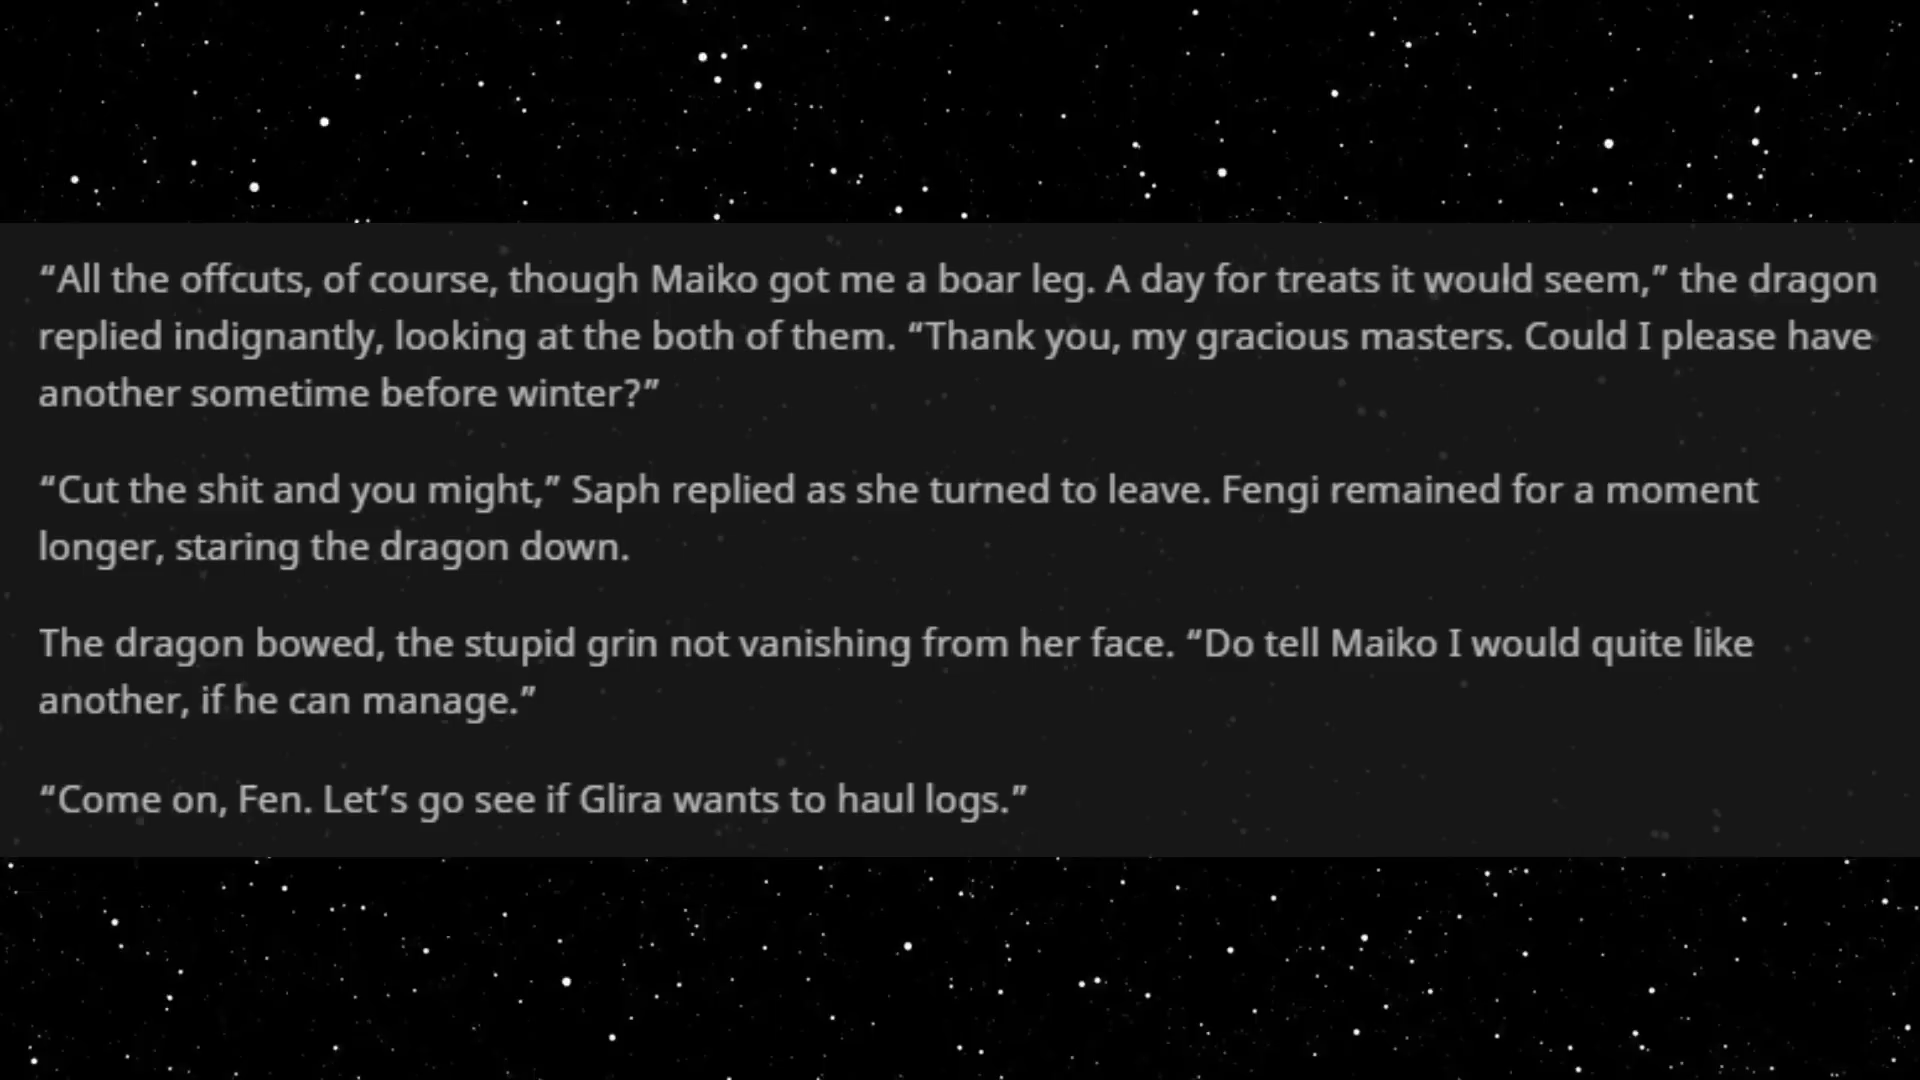 “All the offcuts, of course, though Maiko got me a boar leg. A day for treats it would seem,” the dragon
replied indignantly, looking at the both of them. “Thank you, my gracious masters. Could I please have
another sometime before winter?”
“Cut the shit and you might,” Saph replied as she turned to leave. Fengi remained for a moment
longer, staring the dragon down.
The dragon bowed, the stupid grin not vanishing from her face. “Do tell Maiko I would quite like
another, if he can manage.”
“Come on, Fen. Let’s go see if Glira wants to haul logs.”